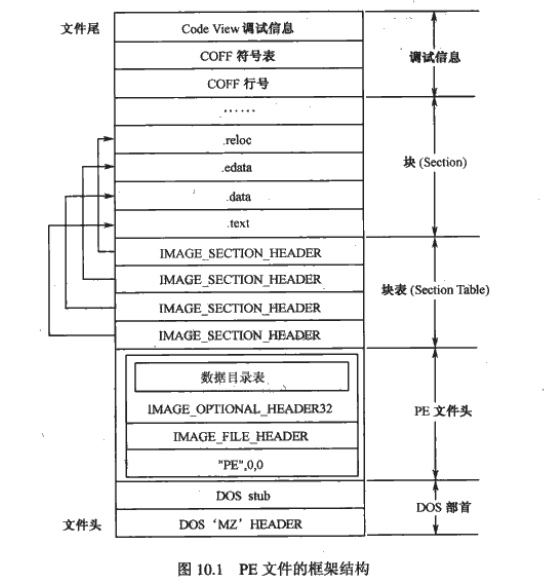 文件尾
Code View 调试信息
COFF 符号表
COFF 行号
调试信息
……
.reloc
.edata
.data
.text
块 (Section)
IMAGE_SECTION_HEADER
IMAGE_SECTION_HEADER
IMAGE_SECTION_HEADER
IMAGE_SECTION_HEADER
块表 (Section Table)
数据目录表
IMAGE_OPTIONAL_HEADER32
IMAGE_FILE_HEADER
"PE",0,0
PE 文件头
DOS stub
DOS 部首
文件头
DOS ‘MZ’ HEADER
图 10.1 PE 文件的框架结构